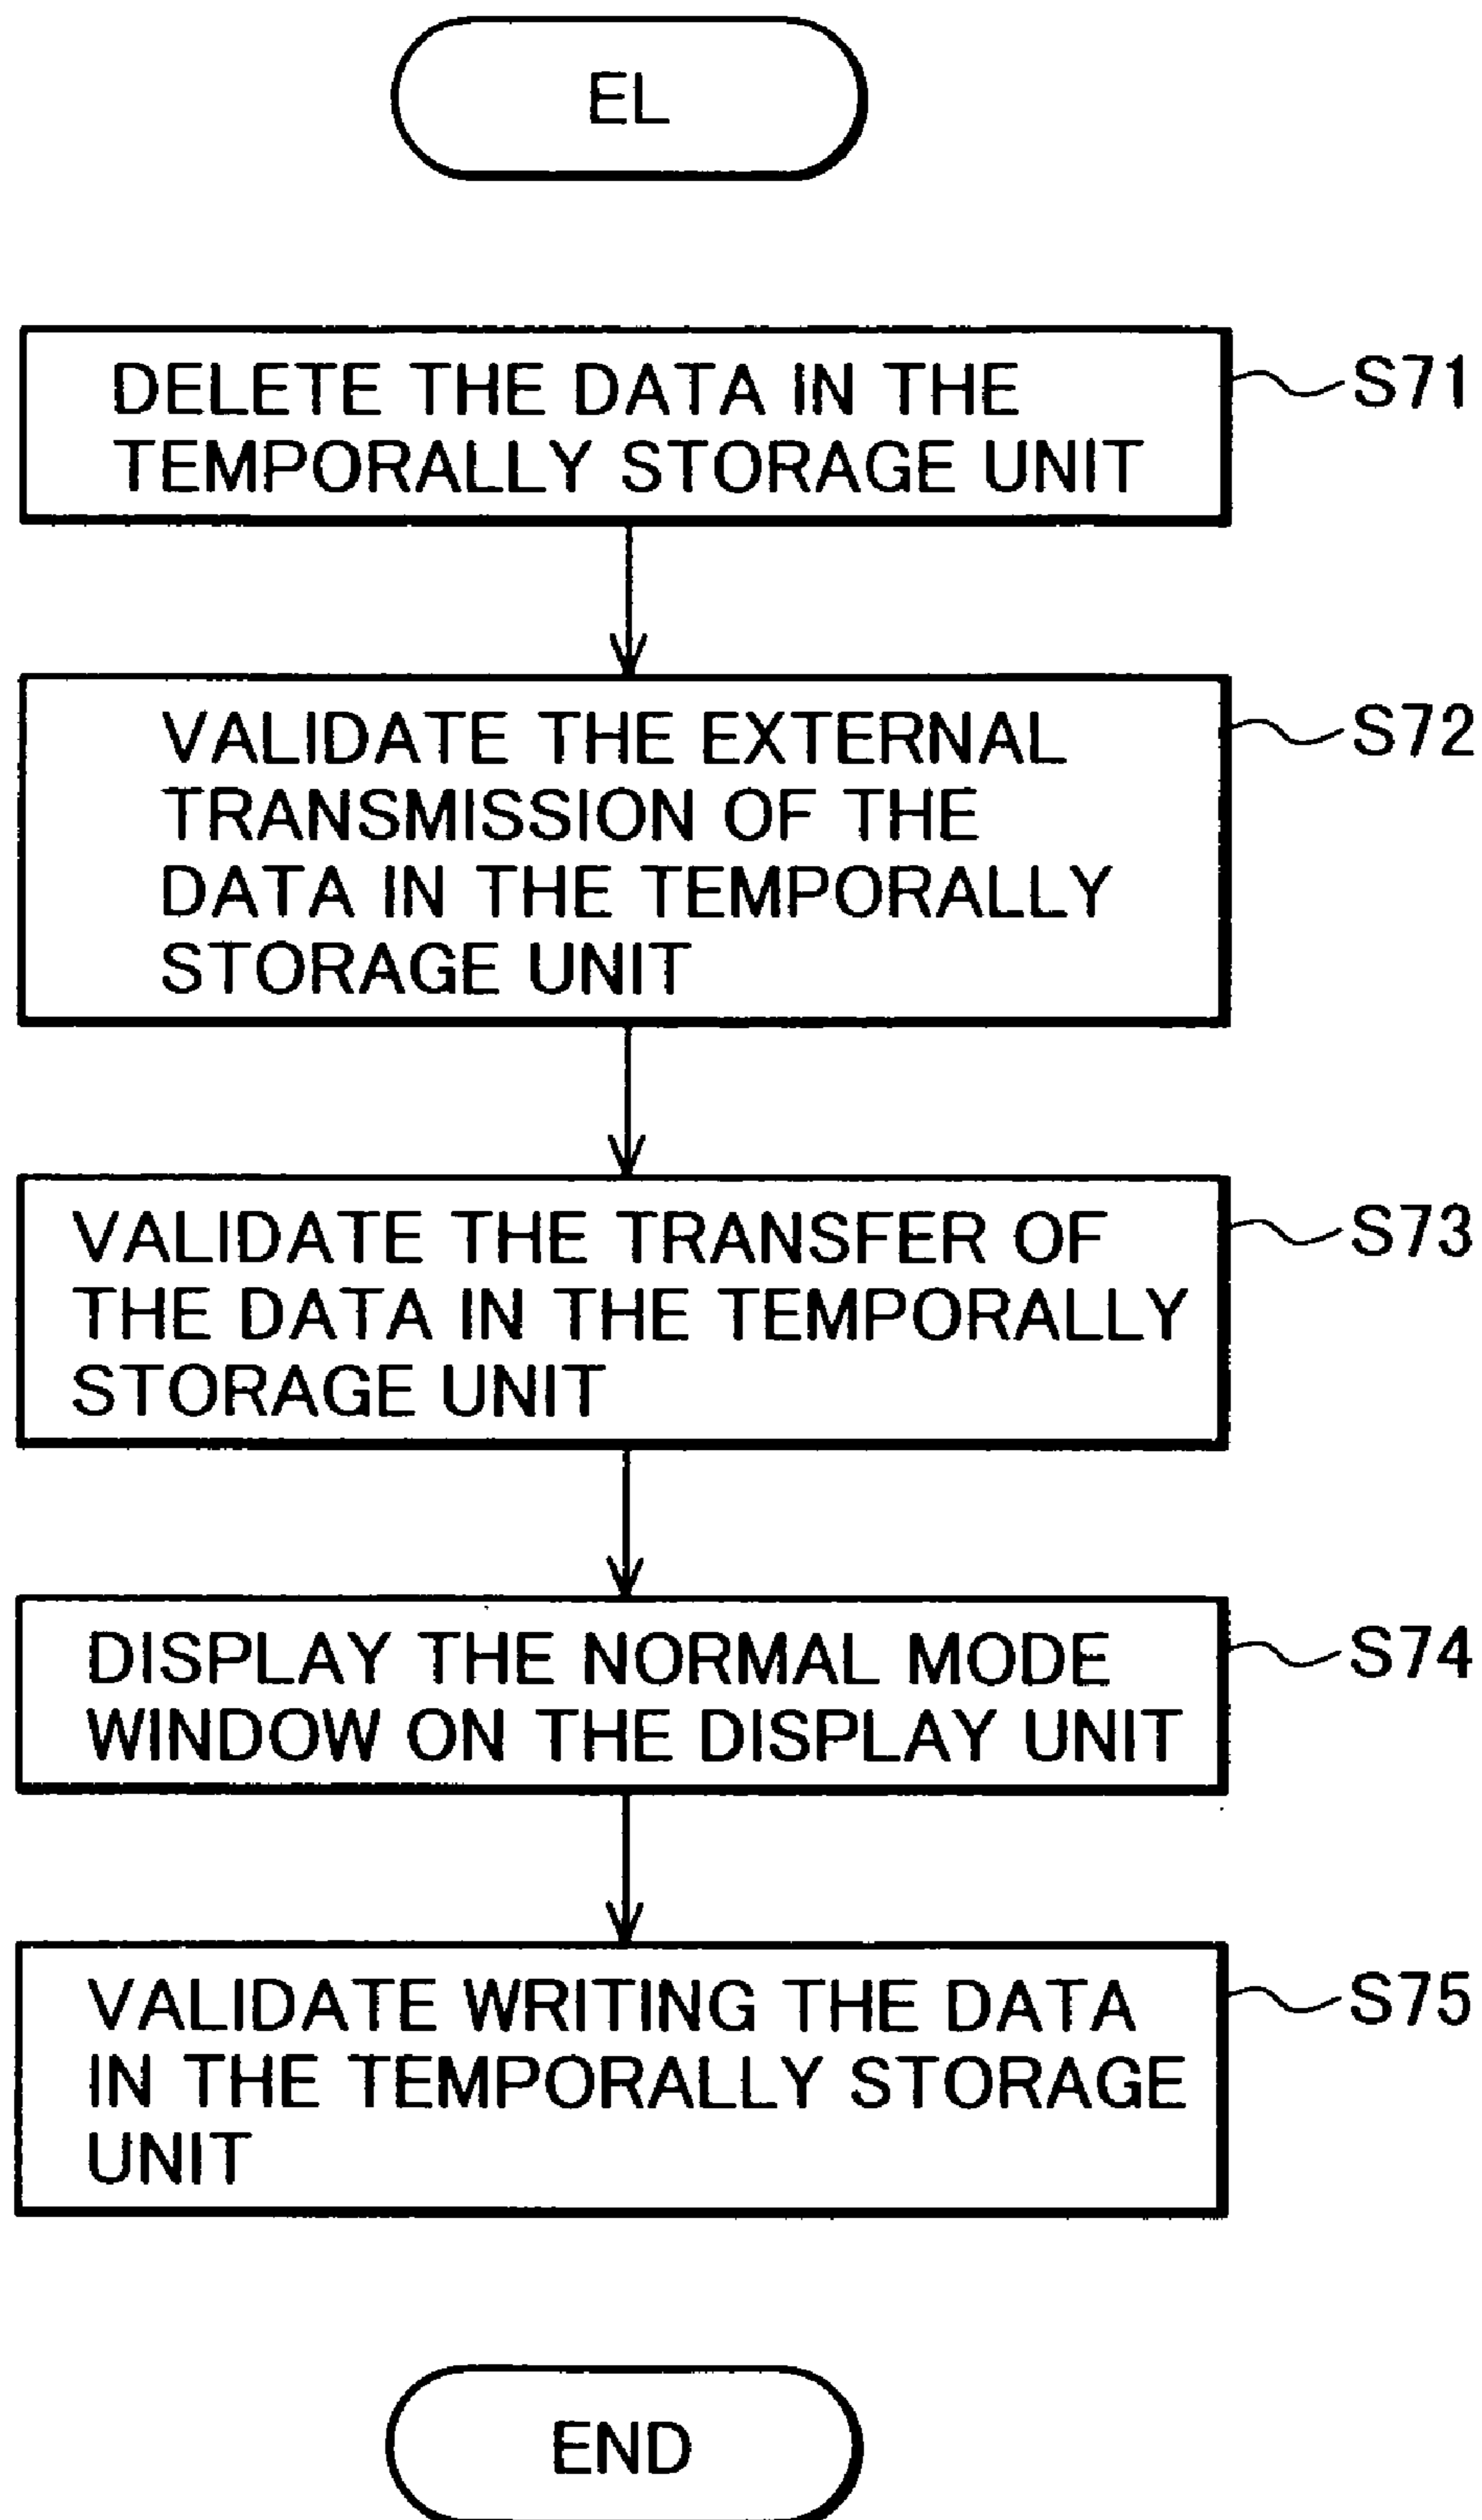 EL
DELETE THE DATA IN THE
TEMPORALLY STORAGE UNIT
S71
VALIDATE THE EXTERNAL
TRANSMISSION OF THE
DATA IN THE TEMPORALLY
STORAGE UNIT
S72
VALIDATE THE TRANSFER OF
THE DATA IN THE TEMPORALLY
STORAGE UNIT
S73
DISPLAY THE NORMAL MODE
WINDOW ON THE DISPLAY UNIT
S74
VALIDATE WRITING THE DATA
IN THE TEMPORALLY STORAGE
UNIT
S75
END